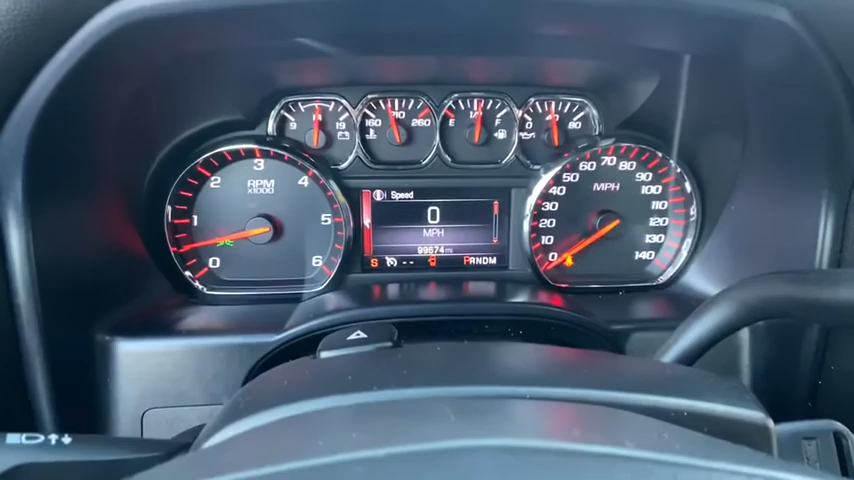 9 14 19
160 210 260
E 1/2 F
0 40 80
0 1 2 3 4 5 6
RPM
X1000
i Speed
0
MPH
99674 mi
S -- PRNDM
MPH
10 20 30 40 50 60 70 80 90 100 110 120 130 140